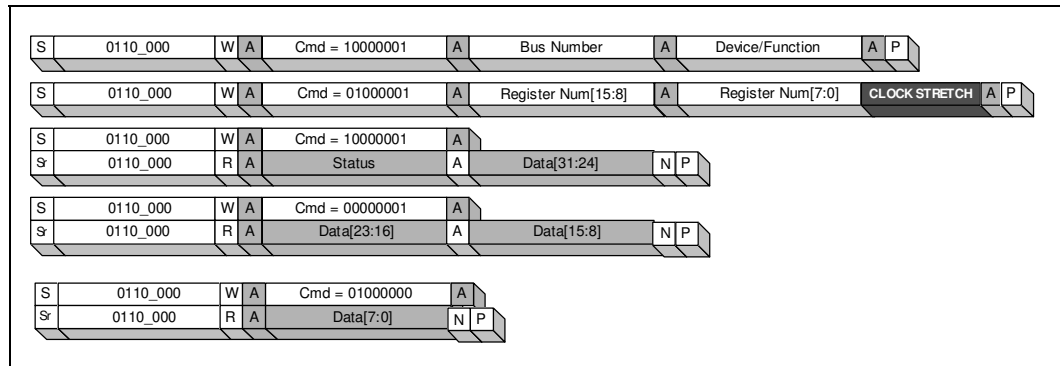 S 0110_000 W A Cmd = 10000001 A Bus Number A Device/Function A P
S 0110_000 W A Cmd = 01000001 A Register Num[15:8] A Register Num[7:0] CLOCK STRETCH A P
S 0110_000 W A Cmd = 10000001 A
Sr 0110_000 R A Status A Data[31:24] N P
S 0110_000 W A Cmd = 00000001 A
Sr 0110_000 R A Data[23:16] A Data[15:8] N P
S 0110_000 W A Cmd = 01000000 A
Sr 0110_000 R A Data[7:0] N P